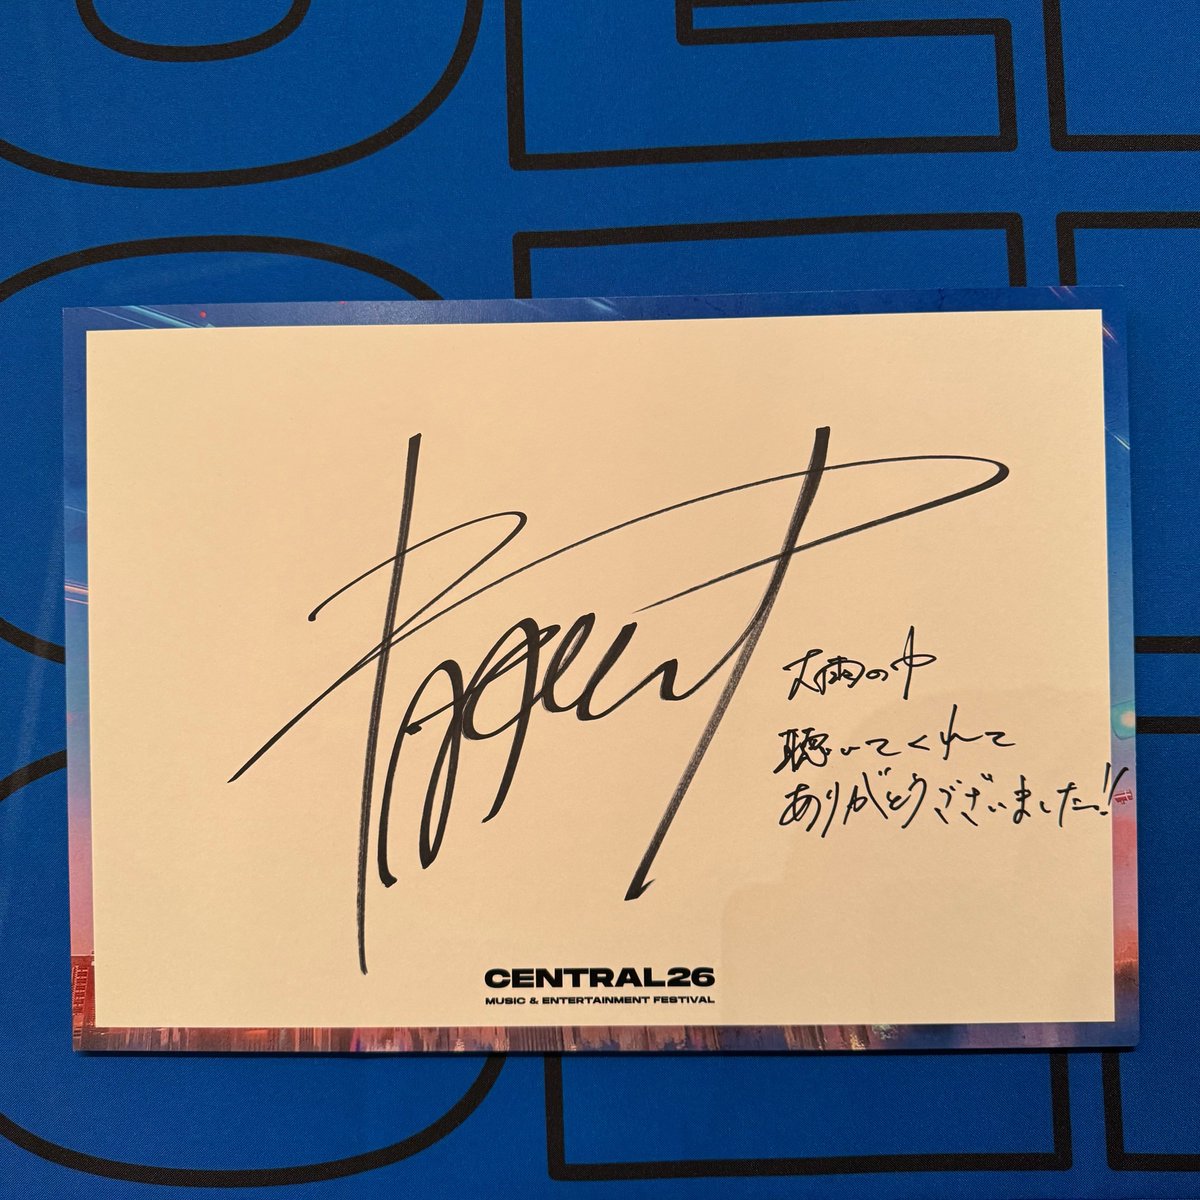 大雨の中
聴いてくれて
ありがとうございました!!
CENTRAL26
MUSIC & ENTERTAINMENT FESTIVAL